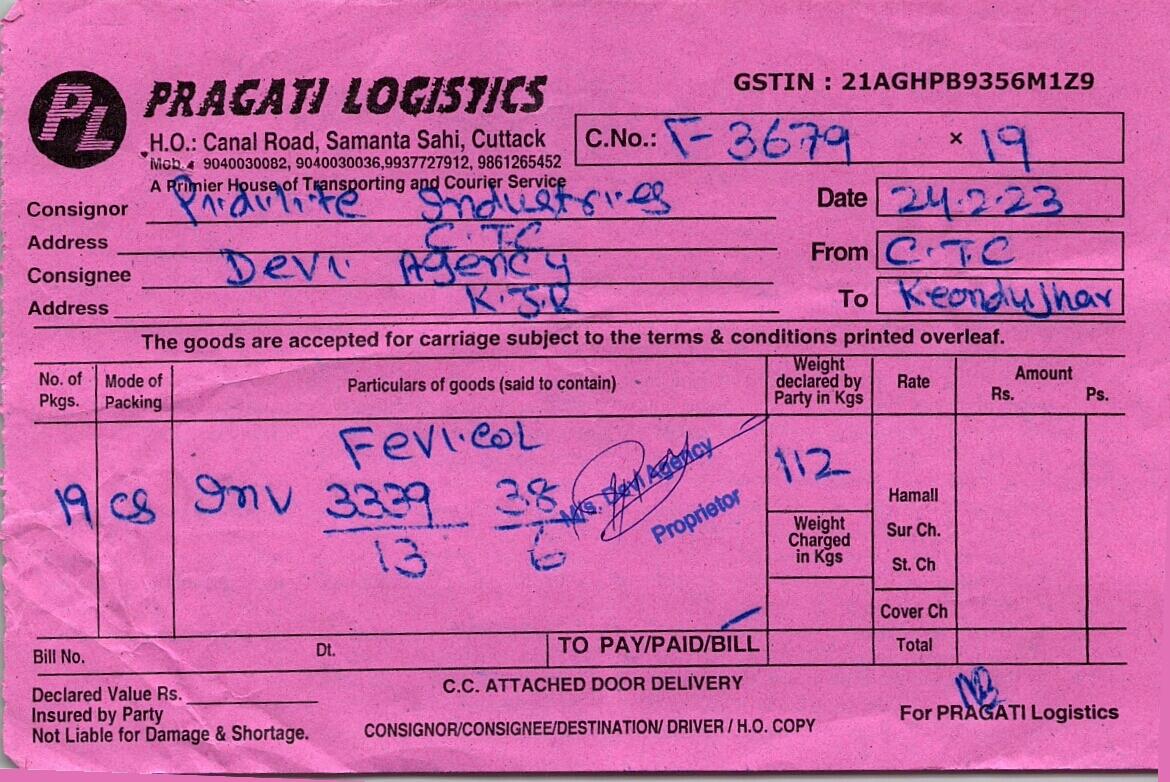 PL PRAGATI LOGISTICS
GSTIN : 21AGHPB9356M1Z9
H.O.: Canal Road, Samanta Sahi, Cuttack
Mob. 9040030082, 9040030036,9937727912, 9861265452
A Primier House of Transporting and Courier Service
C.No.: F-3679 × 19
Consignor Pidilite Industries
Date 24.2.23
Address C.T.C
From C.T.C
Consignee Devi Agency
Address K.J.R
To Keondujhar
The goods are accepted for carriage subject to the terms & conditions printed overleaf.
No. of Pkgs. Mode of Packing Particulars of goods (said to contain) Weight declared by Party in Kgs Rate Amount Rs. Ps.
Fevi.col
19 cs Inv 3339 38 112
13 6
M/s. Devi Agency
Proprietor
Weight Charged in Kgs
Hamall
Sur Ch.
St. Ch
Cover Ch
Bill No. Dt. TO PAY/PAID/BILL Total
Declared Value Rs.
C.C. ATTACHED DOOR DELIVERY
Insured by Party
Not Liable for Damage & Shortage.
CONSIGNOR/CONSIGNEE/DESTINATION/ DRIVER / H.O. COPY
For PRAGATI Logistics